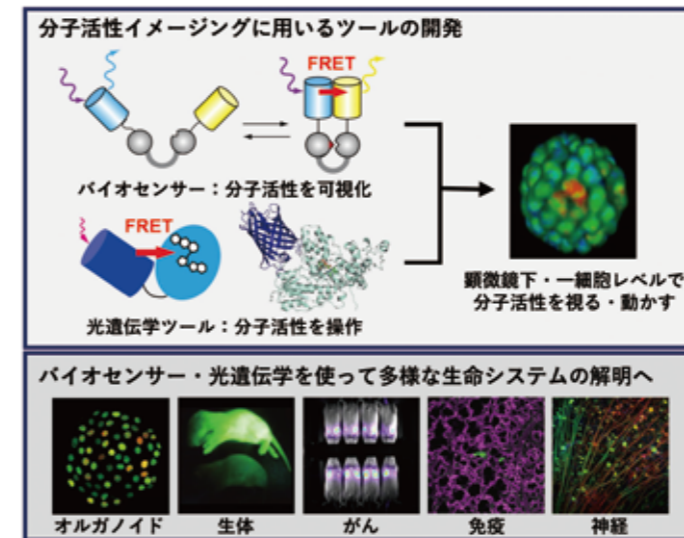 分子活性イメージングに用いるツールの開発
FRET
バイオセンサー：分子活性を可視化
FRET
光遺伝学ツール：分子活性を操作
顕微鏡下・一細胞レベルで
分子活性を視る・動かす
バイオセンサー・光遺伝学を使って多様な生命システムの解明へ
オルガノイド
生体
がん
免疫
神経